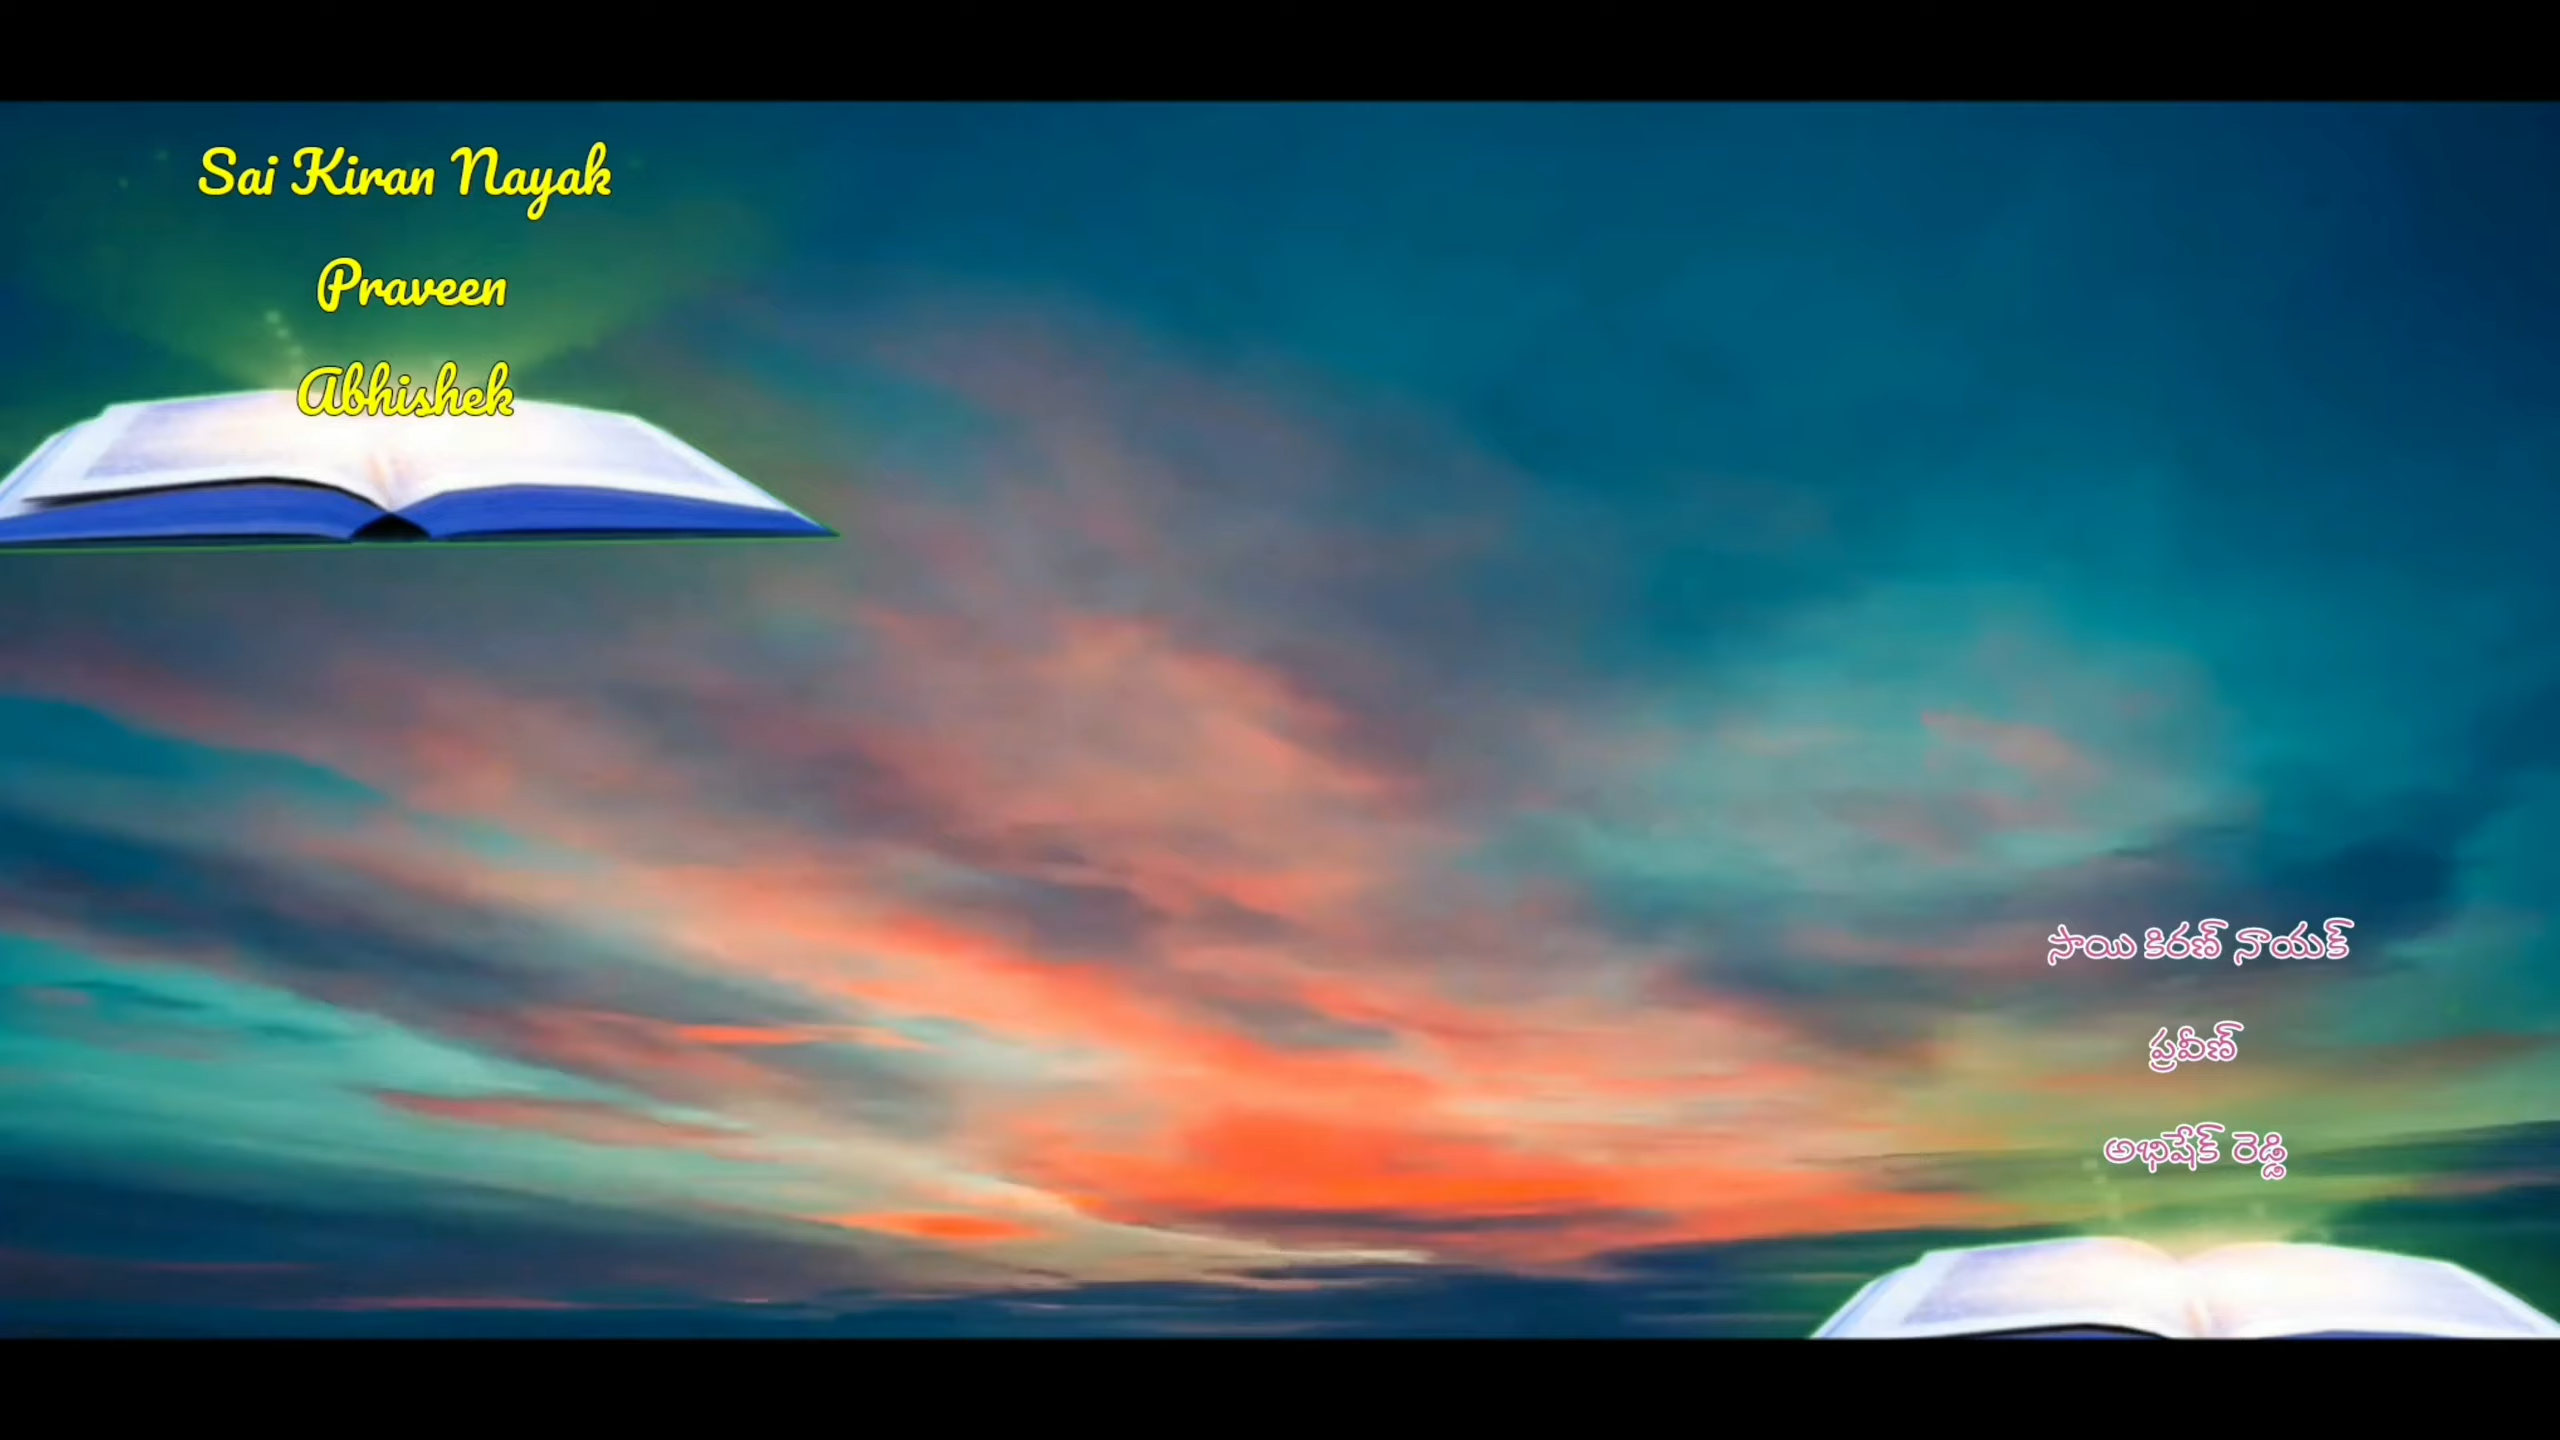 Sai Kiran Nayak
Praveen
Abhishek
సాయి కిరణ్ నాయక్
ప్రవీణ్
అభిషేక్ రెడ్డి